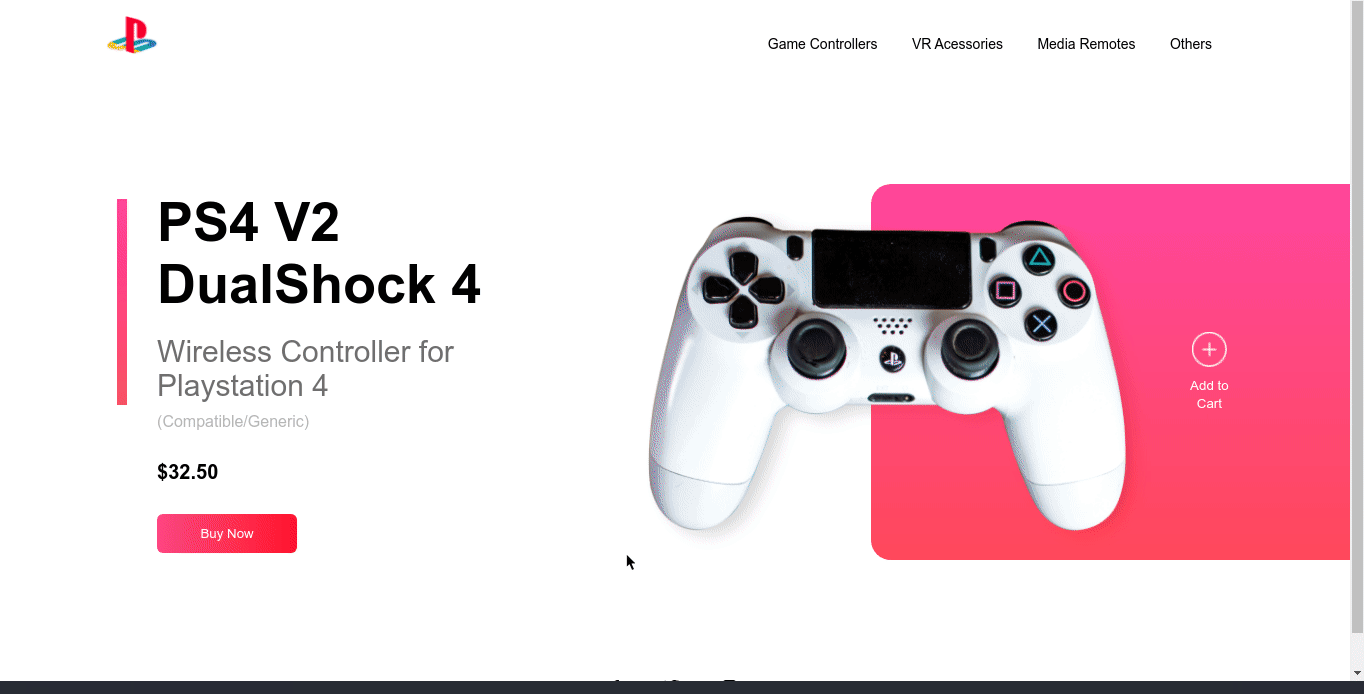 Game Controllers VR Acessories Media Remotes Others
PS4 V2
DualShock 4
Wireless Controller for
Playstation 4
(Compatible/Generic)
$32.50
Buy Now
Add to
Cart